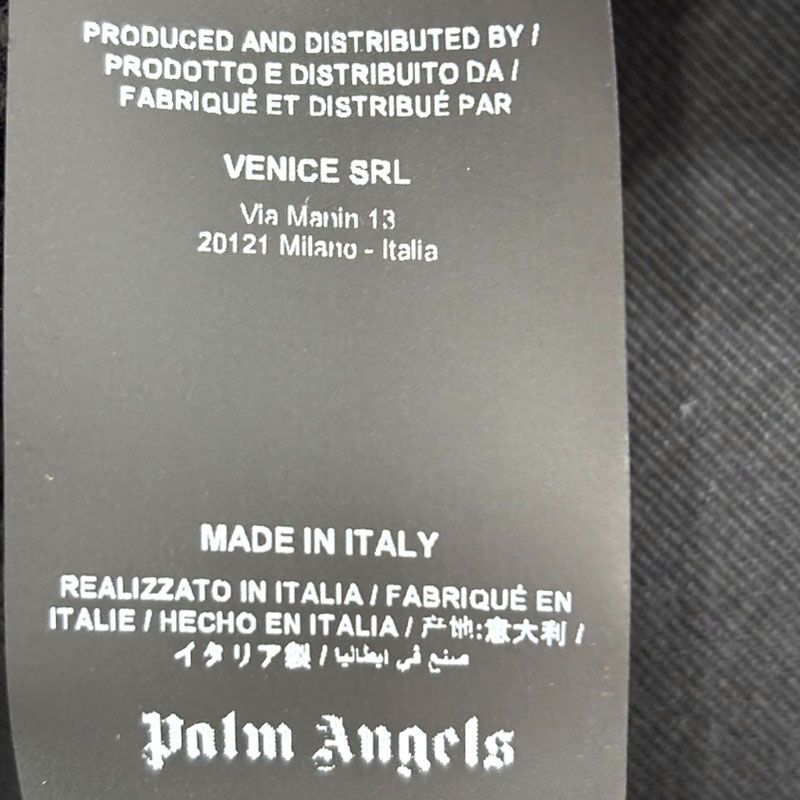 PRODUCED AND DISTRIBUTED BY /
PRODOTTO E DISTRIBUITO DA /
FABRIQUÉ ET DISTRIBUÉ PAR
VENICE SRL
Via Manin 13
20121 Milano - Italia
MADE IN ITALY
REALIZZATO IN ITALIA / FABRIQUÉ EN
ITALIE / HECHO EN ITALIA / 产地:意大利 /
イタリア製 / صنع في ايطاليا
Palm Angels